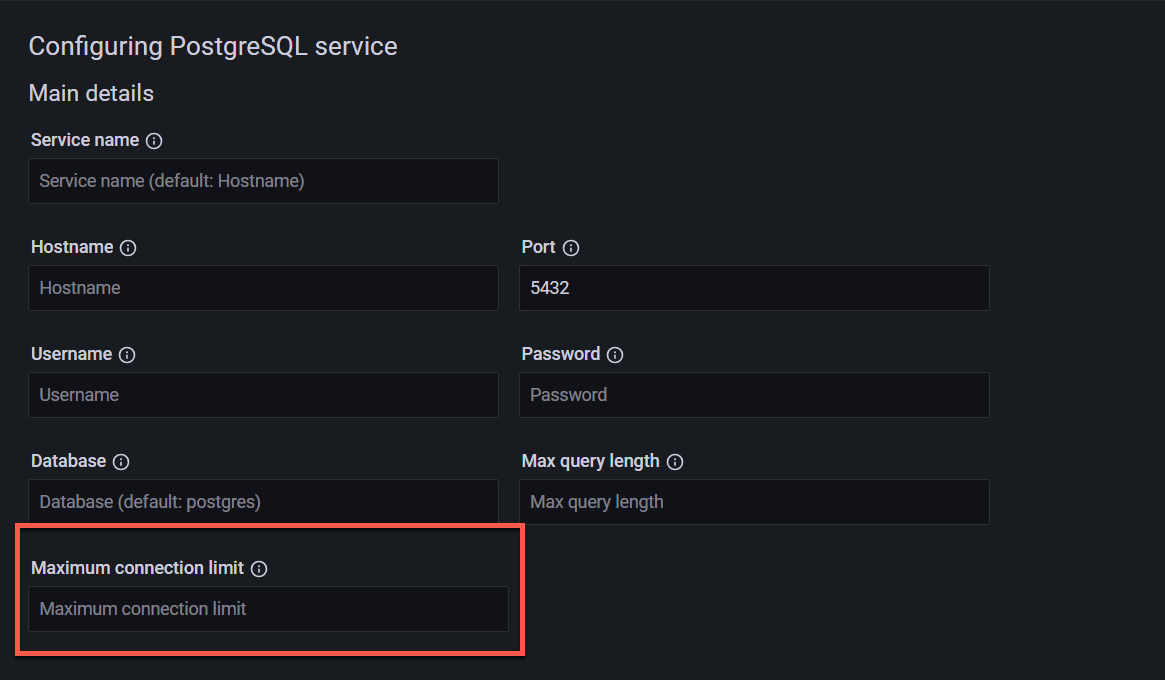 Configuring PostgreSQL service
Main details
Service name
Service name (default: Hostname)
Hostname
Port
Hostname
5432
Username
Password
Username
Password
Database
Max query length
Database (default: postgres)
Max query length
Maximum connection limit
Maximum connection limit